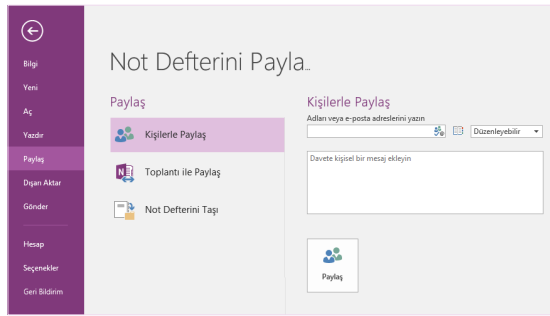 Bilgi
Yeni
Aç
Yazdır
Paylaş
Dışarı Aktar
Gönder
Hesap
Seçenekler
Geri Bildirim
Not Defterini Payla...
Paylaş
Kişilerle Paylaş
Toplantı ile Paylaş
Not Defterini Taşı
Kişilerle Paylaş
Adları veya e-posta adreslerini yazın
Düzenleyebilir
Davete kişisel bir mesaj ekleyin
Paylaş